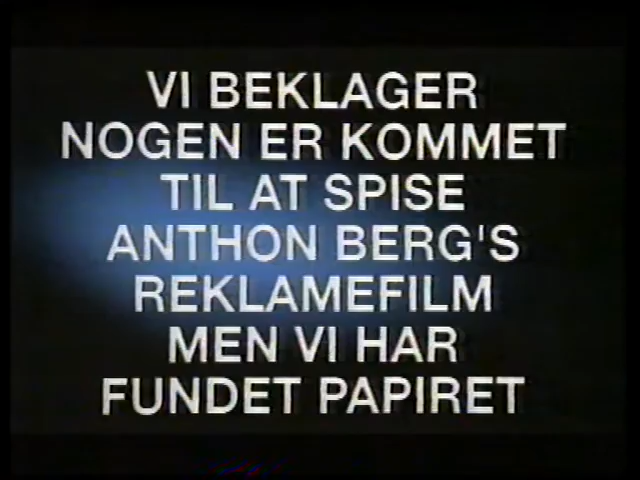 VI BEKLAGER
NOGEN ER KOMMET
TIL AT SPISE
ANTHON BERG'S
REKLAMEFILM
MEN VI HAR
FUNDET PAPIRET